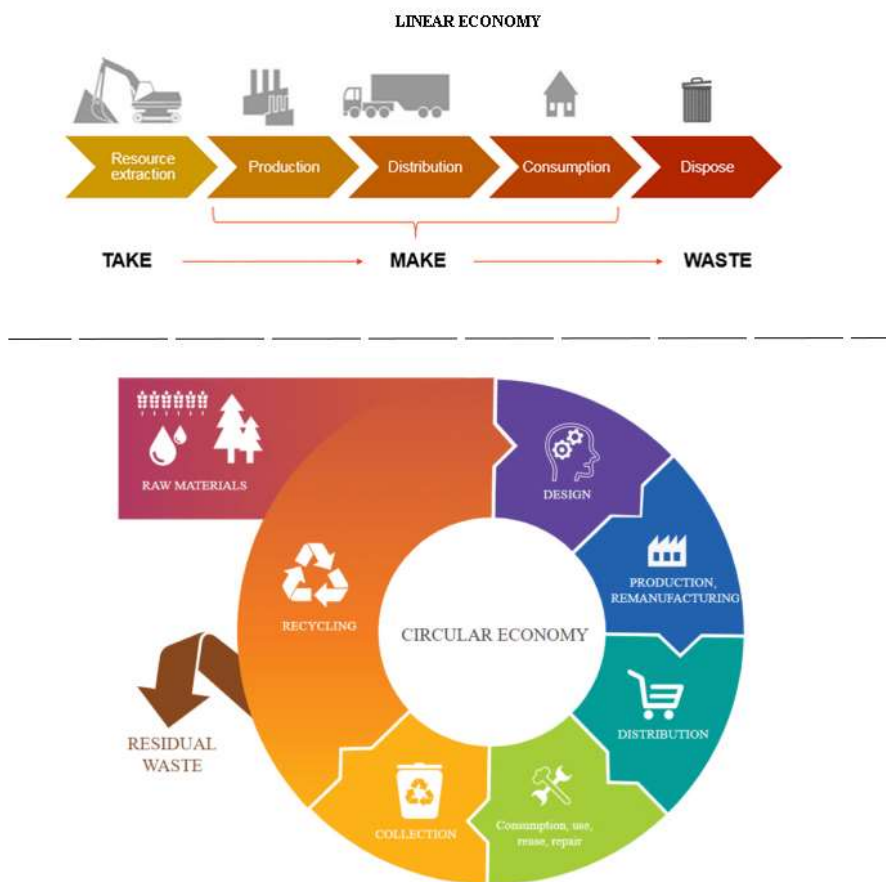 LINEAR ECONOMY
Resource
extraction
Production
Distribution
Consumption
Dispose
TAKE
MAKE
WASTE
RAW MATERIALS
DESIGN
PRODUCTION,
REMANUFACTURING
RECYCLING
CIRCULAR ECONOMY
DISTRIBUTION
RESIDUAL
WASTE
Consumption, use,
reuse, repair
COLLECTION